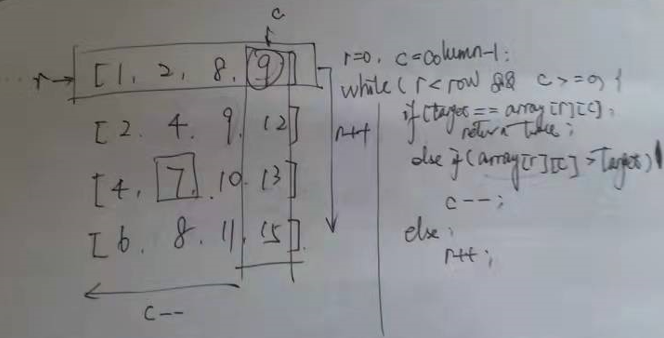 c
r→ [1, 2, 8, 9]
[2. 4. 9. 12]
[4, 7, .10. 13]
[6. 8. 11. 15].
r++
c--
r=0, c=column-1;
while(r<row && c>=0){
if(target==array[r][c].
return true;
else if(array[r][c]>target)
c--;
else;
r++;